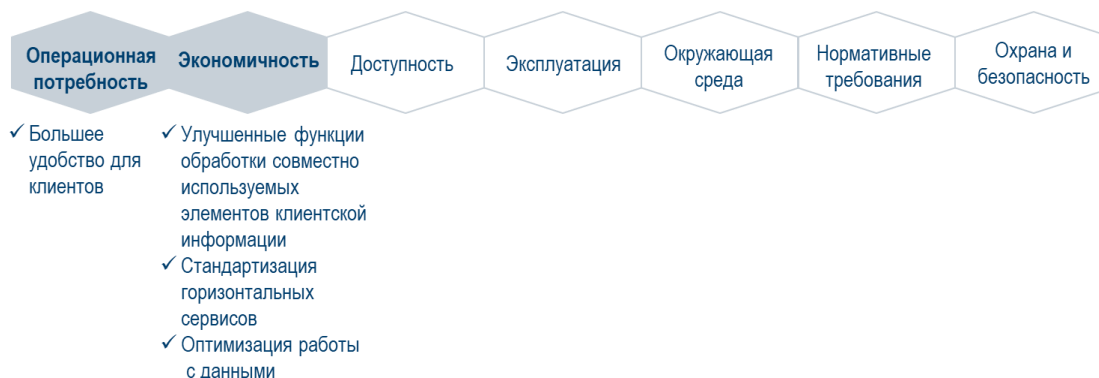 Операционная
потребность
Экономичность
Доступность
Эксплуатация
Окружающая
среда
Нормативные
требования
Охрана и
безопасность
✓ Большее
удобство для
клиентов
✓ Улучшенные функции
обработки совместно
используемых
элементов клиентской
информации
✓ Стандартизация
горизонтальных
сервисов
✓ Оптимизация работы
с данными